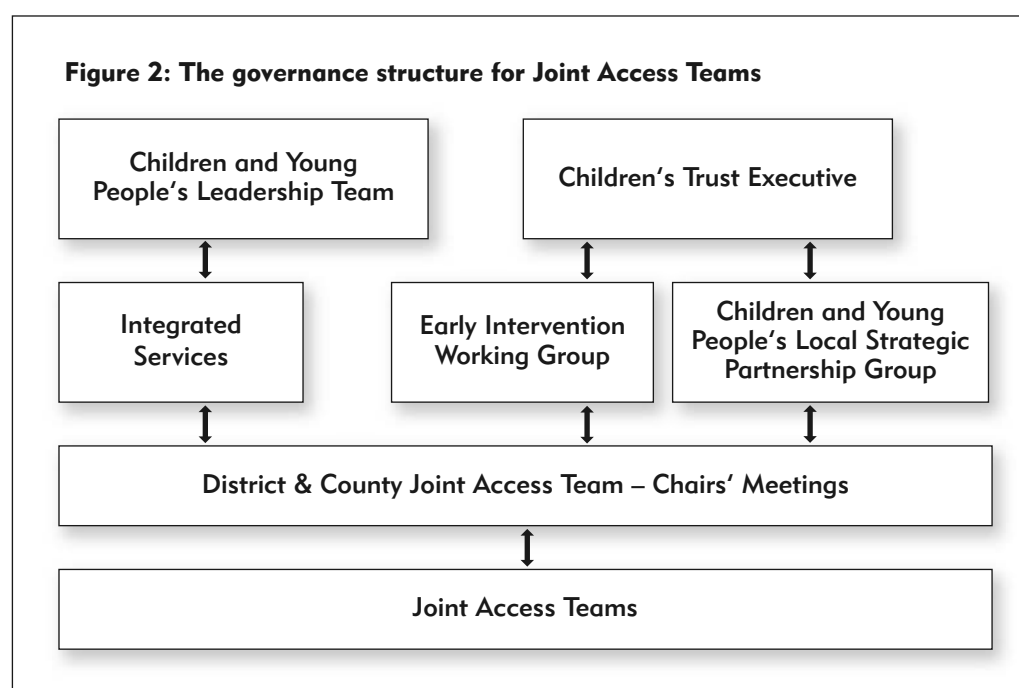 Figure 2: The governance structure for Joint Access Teams
Children and Young
People's Leadership Team
Children's Trust Executive
Integrated
Services
Early Intervention
Working Group
Children and Young
People's Local Strategic
Partnership Group
District & County Joint Access Team – Chairs' Meetings
Joint Access Teams